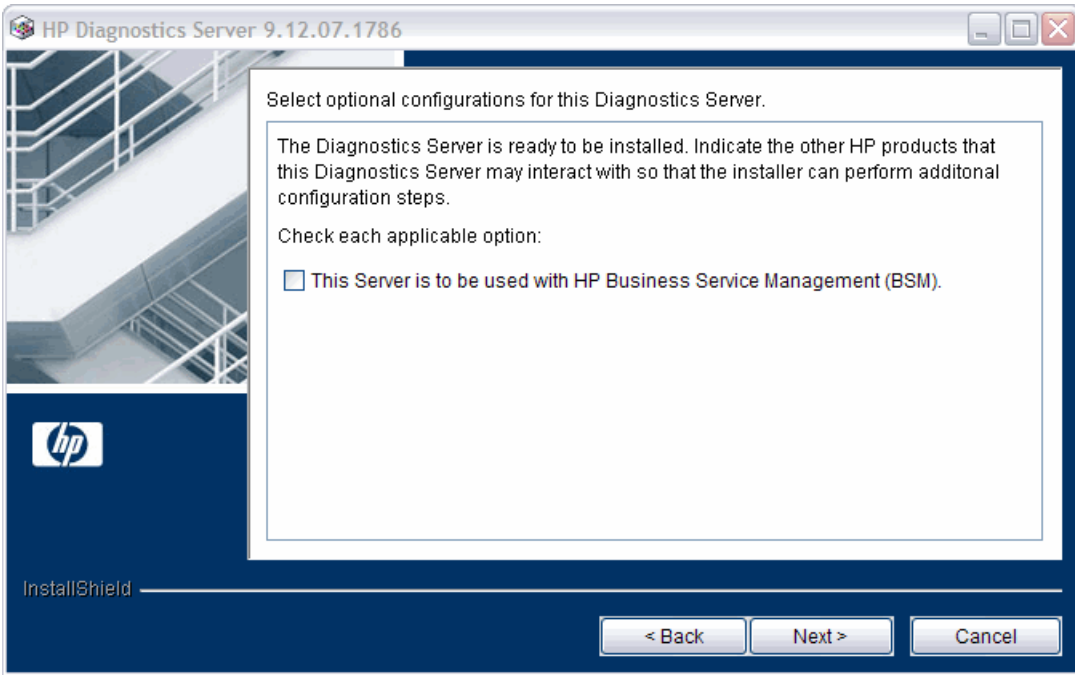 HP Diagnostics Server 9.12.07.1786
Select optional configurations for this Diagnostics Server.
The Diagnostics Server is ready to be installed. Indicate the other HP products that
this Diagnostics Server may interact with so that the installer can perform additonal
configuration steps.
Check each applicable option:
This Server is to be used with HP Business Service Management (BSM).
hp
InstallShield
< Back
Next >
Cancel